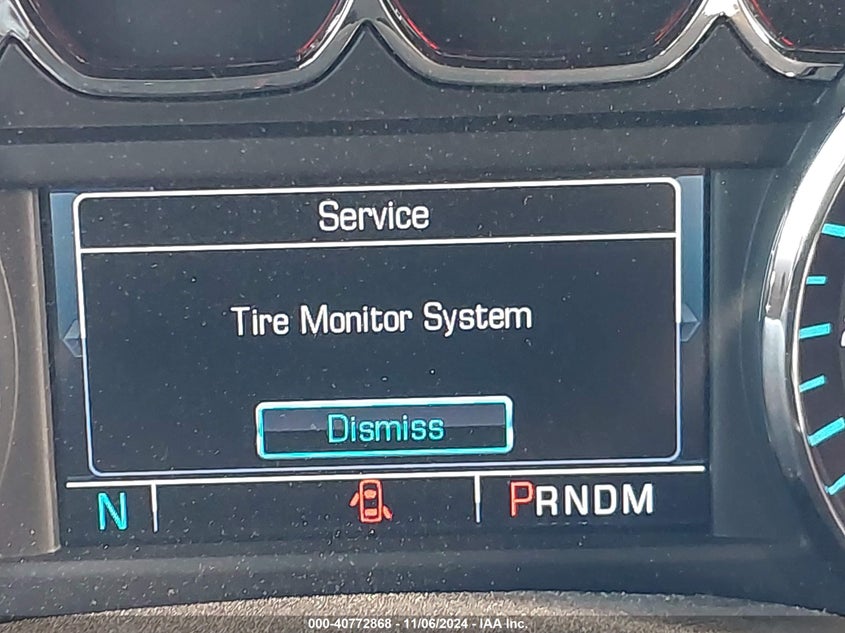 Service
Tire Monitor System
Dismiss
N PRNDM
000-40772868 - 11/06/2024 - IAA Inc.